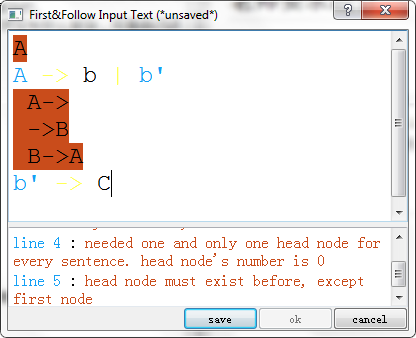 First&Follow Input Text (*unsaved*)
A
A -> b | b'
A->
->B
B->A
b' -> C
line 4 : needed one and only one head node for
every sentence. head node's number is 0
line 5 : head node must exist before, except
first node
save
ok
cancel